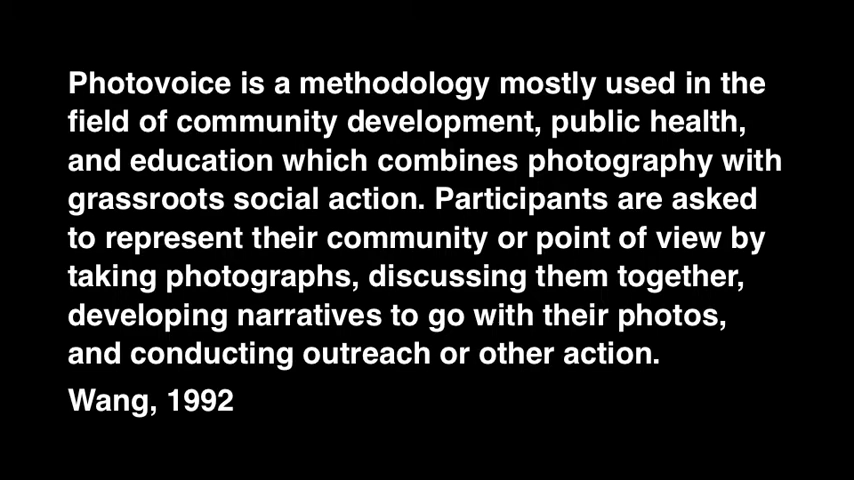 Photovoice is a methodology mostly used in the
field of community development, public health,
and education which combines photography with
grassroots social action. Participants are asked
to represent their community or point of view by
taking photographs, discussing them together,
developing narratives to go with their photos,
and conducting outreach or other action.
Wang, 1992